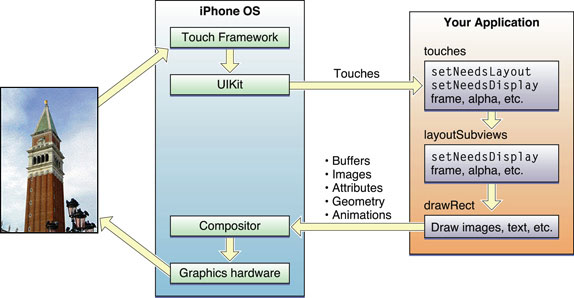 iPhone OS
Touch Framework
UIKit
Touches
• Buffers
• Images
• Attributes
• Geometry
• Animations
Compositor
Graphics hardware
Your Application
touches
setNeedsLayout
setNeedsDisplay
frame, alpha, etc.
layoutSubviews
setNeedsDisplay
frame, alpha, etc.
drawRect
Draw images, text, etc.